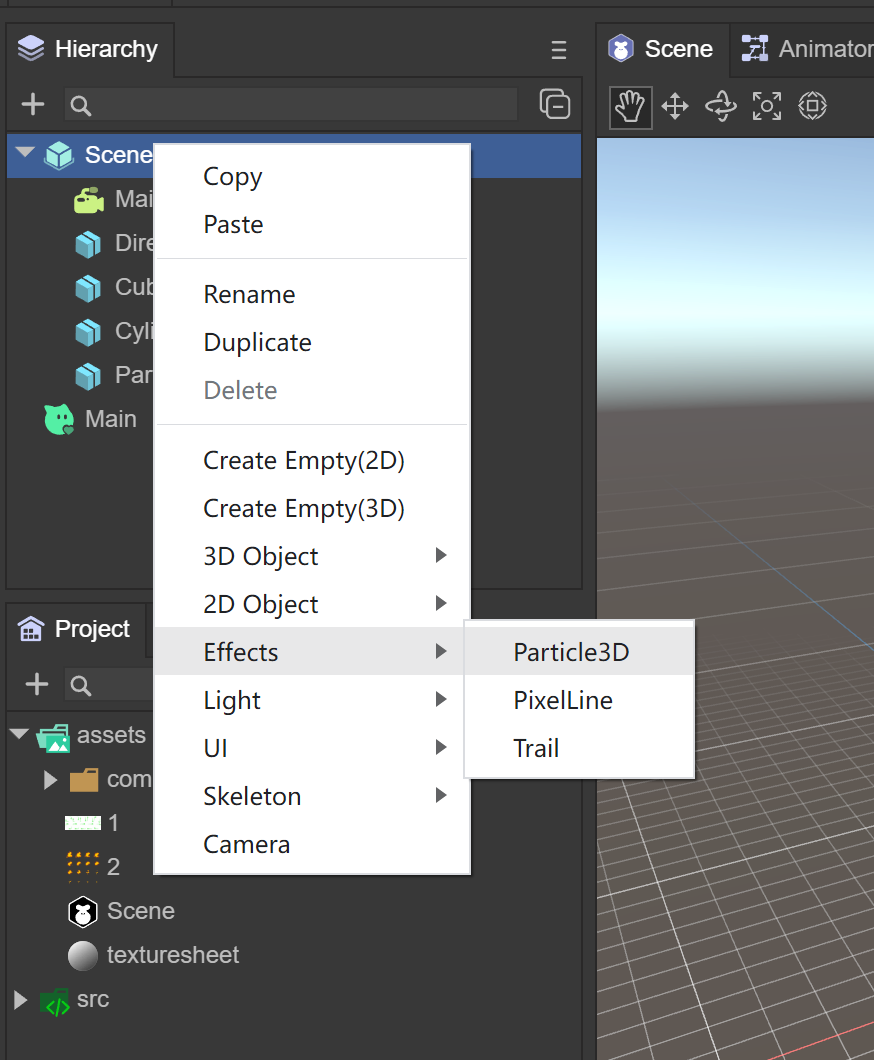 Hierarchy
Scene
Animator
Scene
Mai
Dire
Cub
Cyli
Par
Main
Copy
Paste
Rename
Duplicate
Delete
Create Empty(2D)
Create Empty(3D)
3D Object
2D Object
Effects
Light
UI
Skeleton
Camera
Particle3D
PixelLine
Trail
Project
assets
com
1
2
Scene
texturesheet
src